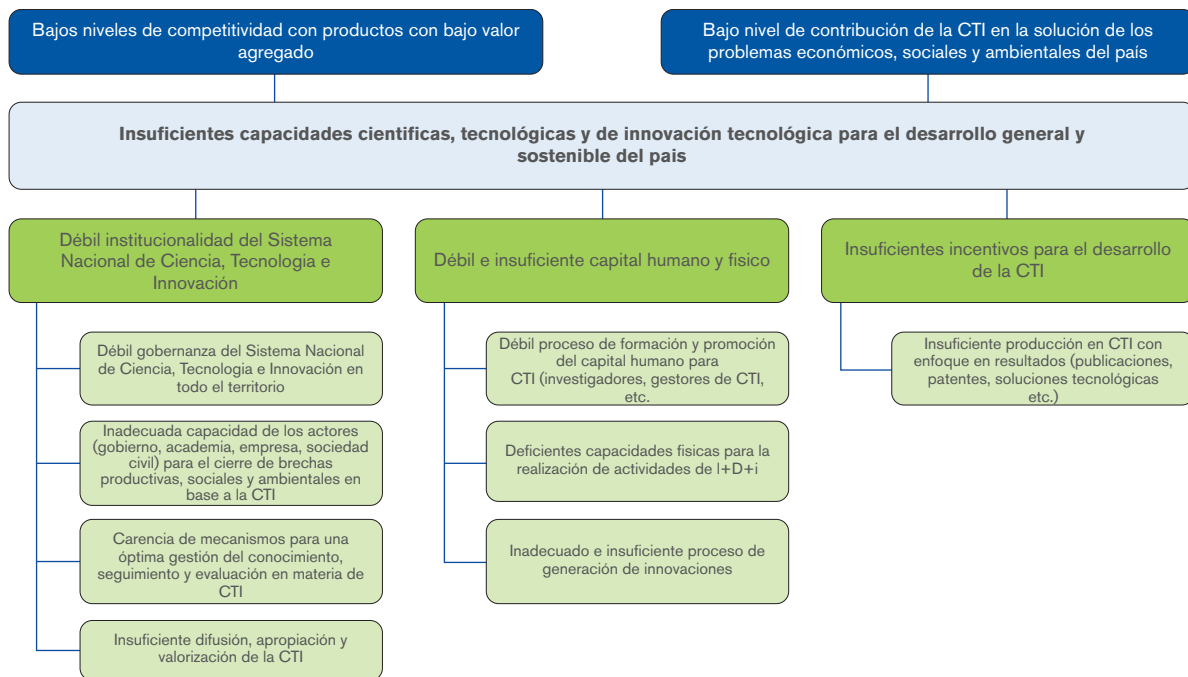 Bajos niveles de competitividad con productos con bajo valor
agregado
Bajo nivel de contribución de la CTI en la solución de los
problemas económicos, sociales y ambientales del país
Insuficientes capacidades cientificas, tecnológicas y de innovación tecnológica para el desarrollo general y
sostenible del pais
Débil institucionalidad del Sistema
Nacional de Ciencia, Tecnologia e
Innovación
Débil gobernanza del Sistema Nacional
de Ciencia, Tecnologia e Innovación en
todo el territorio
Inadecuada capacidad de los actores
(gobierno, academia, empresa, sociedad
civil) para el cierre de brechas
productivas, sociales y ambientales en
base a la CTI
Carencia de mecanismos para una
óptima gestión del conocimiento,
seguimiento y evaluación en materia de
CTI
Insuficiente difusión, apropiación y
valorización de la CTI
Débil e insuficiente capital humano y fisico
Débil proceso de formación y promoción
del capital humano para
CTI (investigadores, gestores de CTI,
etc.
Deficientes capacidades fisicas para la
realización de actividades de I+D+i
Inadecuado e insuficiente proceso de
generación de innovaciones
Insuficientes incentivos para el desarrollo
de la CTI
Insuficiente producción en CTI con
enfoque en resultados (publicaciones,
patentes, soluciones tecnológicas
etc.)